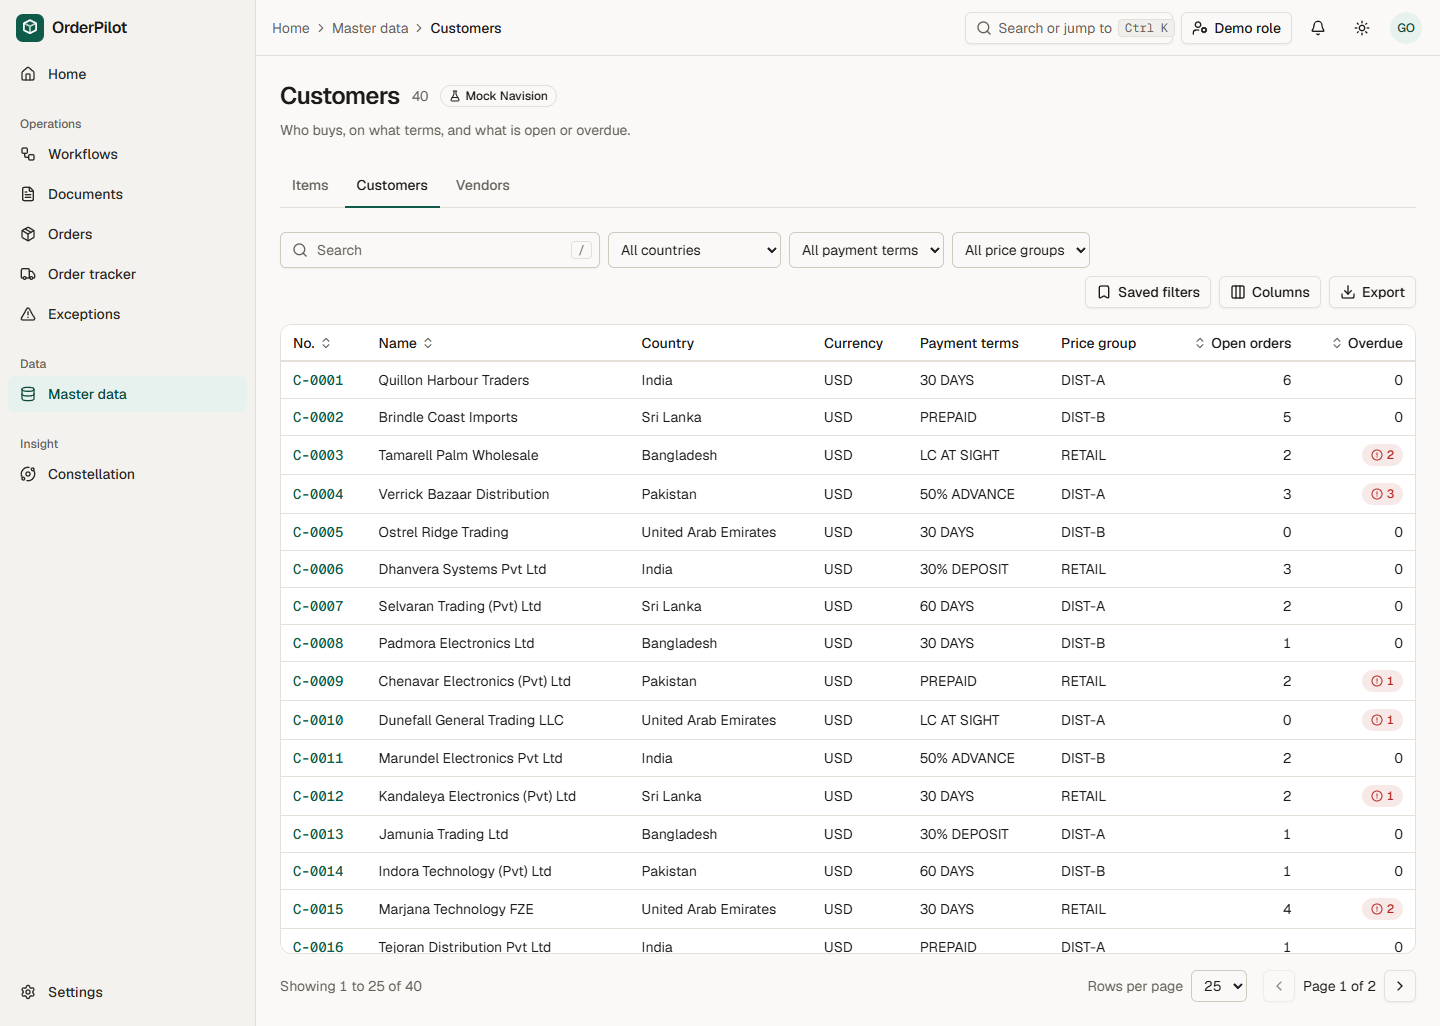 OrderPilot
Home
Operations
Workflows
Documents
Orders
Order tracker
Exceptions
Data
Master data
Insight
Constellation
Settings
Home > Master data > Customers
Search or jump to Ctrl K
Demo role
GO
Customers 40 Mock Navision
Who buys, on what terms, and what is open or overdue.
Items Customers Vendors
Search /
All countries
All payment terms
All price groups
Saved filters
Columns
Export
No. Name Country Currency Payment terms Price group Open orders Overdue
C-0001 Quillon Harbour Traders India USD 30 DAYS DIST-A 6 0
C-0002 Brindle Coast Imports Sri Lanka USD PREPAID DIST-B 5 0
C-0003 Tamarell Palm Wholesale Bangladesh USD LC AT SIGHT RETAIL 2 2
C-0004 Verrick Bazaar Distribution Pakistan USD 50% ADVANCE DIST-A 3 3
C-0005 Ostrel Ridge Trading United Arab Emirates USD 30 DAYS DIST-B 0 0
C-0006 Dhanvera Systems Pvt Ltd India USD 30% DEPOSIT RETAIL 3 0
C-0007 Selvaran Trading (Pvt) Ltd Sri Lanka USD 60 DAYS DIST-A 2 0
C-0008 Padmora Electronics Ltd Bangladesh USD 30 DAYS DIST-B 1 0
C-0009 Chenavar Electronics (Pvt) Ltd Pakistan USD PREPAID RETAIL 2 1
C-0010 Dunefall General Trading LLC United Arab Emirates USD LC AT SIGHT DIST-A 0 1
C-0011 Marundel Electronics Pvt Ltd India USD 50% ADVANCE DIST-B 2 0
C-0012 Kandaleya Electronics (Pvt) Ltd Sri Lanka USD 30 DAYS RETAIL 2 1
C-0013 Jamunia Trading Ltd Bangladesh USD 30% DEPOSIT DIST-A 1 0
C-0014 Indora Technology (Pvt) Ltd Pakistan USD 60 DAYS DIST-B 1 0
C-0015 Marjana Technology FZE United Arab Emirates USD 30 DAYS RETAIL 4 2
C-0016 Tejoran Distribution Pvt Ltd India USD PREPAID DIST-A 1 0
Showing 1 to 25 of 40
Rows per page 25
Page 1 of 2